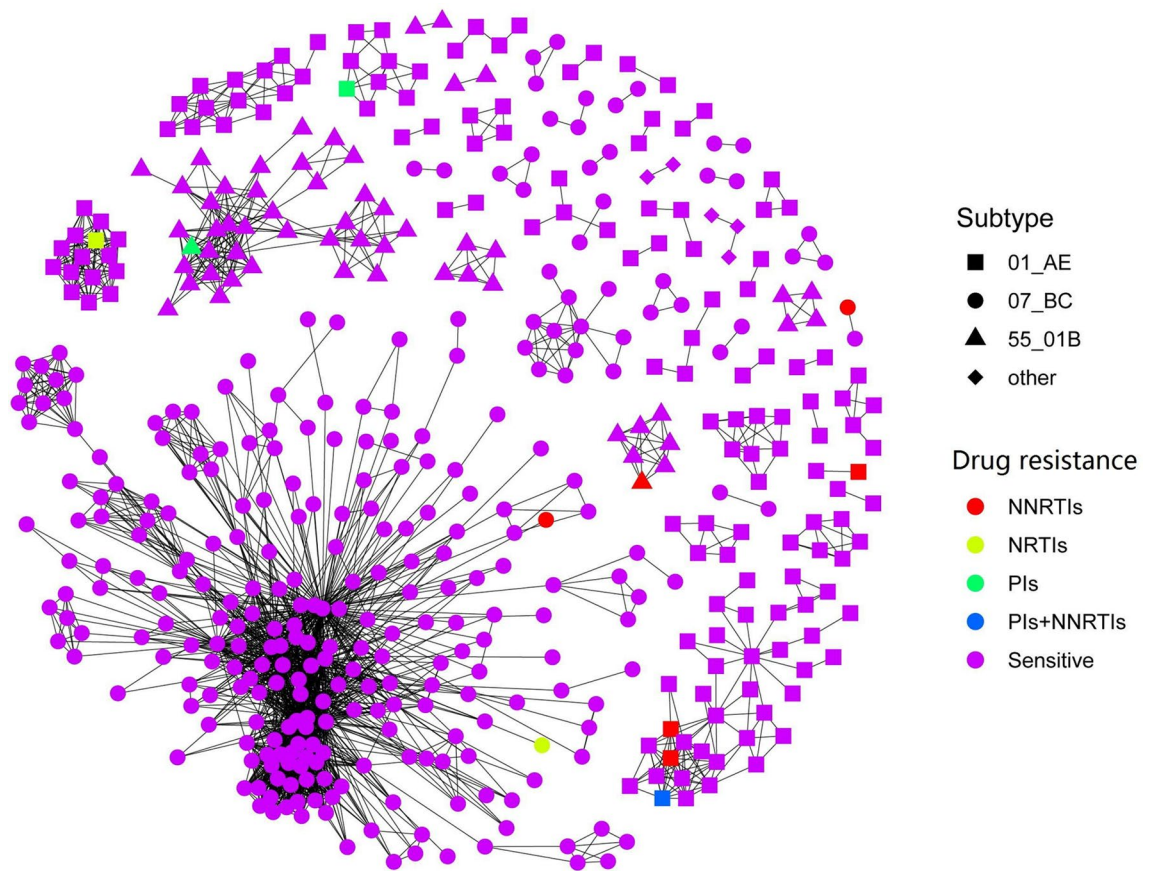 Subtype
01_AE
07_BC
55_01B
other
Drug resistance
NNRTIs
NRTIs
PIs
PIs+NNRTIs
Sensitive